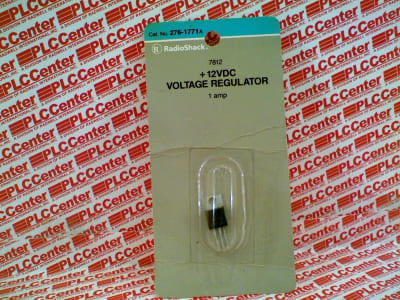 Cat. No. 276-1771A
RadioShack
7812
+12VDC
VOLTAGE REGULATOR
1 amp
PLCCenter